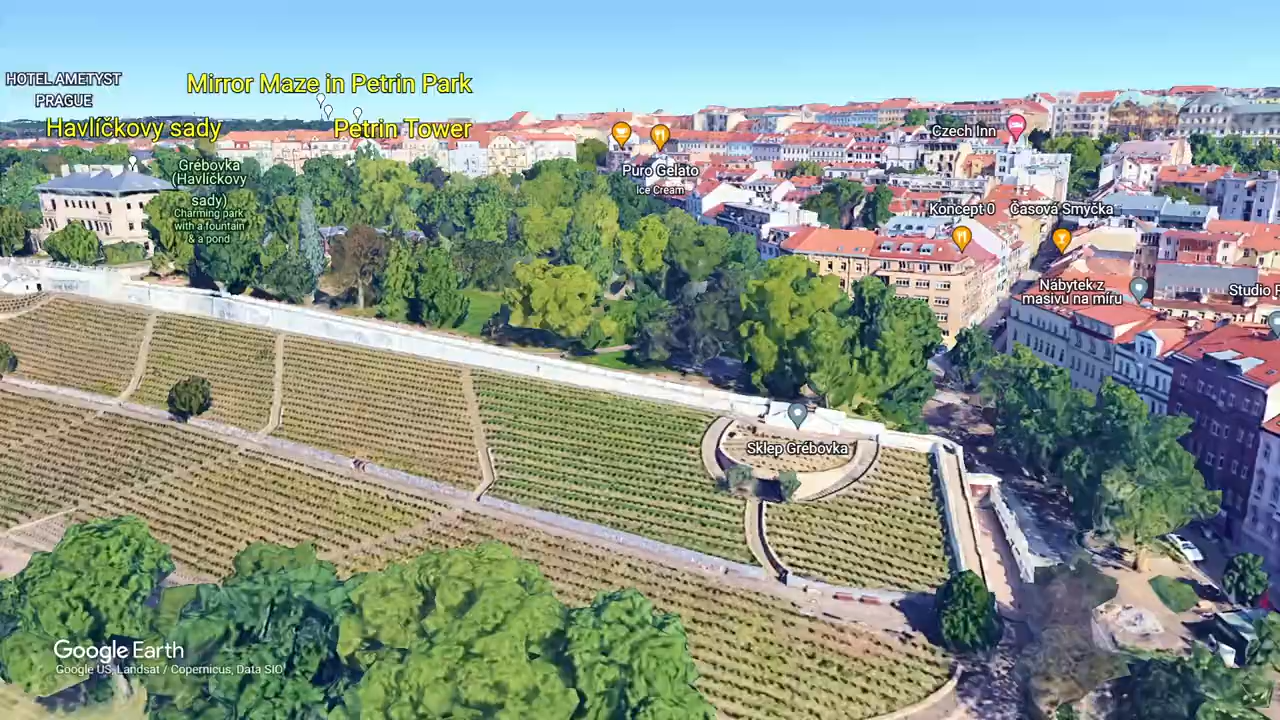 HOTEL AMETYST
PRAGUE
Mirror Maze in Petrin Park
Havlíčkovy sady
Petrin Tower
Grébovka
(Havlíčkovy
sady)
Charming park
with a fountain
& a pond
Czech Inn
Puro Gelato
Ice Cream
Koncept 0
Časová Smyčka
Nábytek z
masivu na míru
Studio
Sklep Grébovka
Google Earth
Google US, Landsat / Copernicus, Data SIO